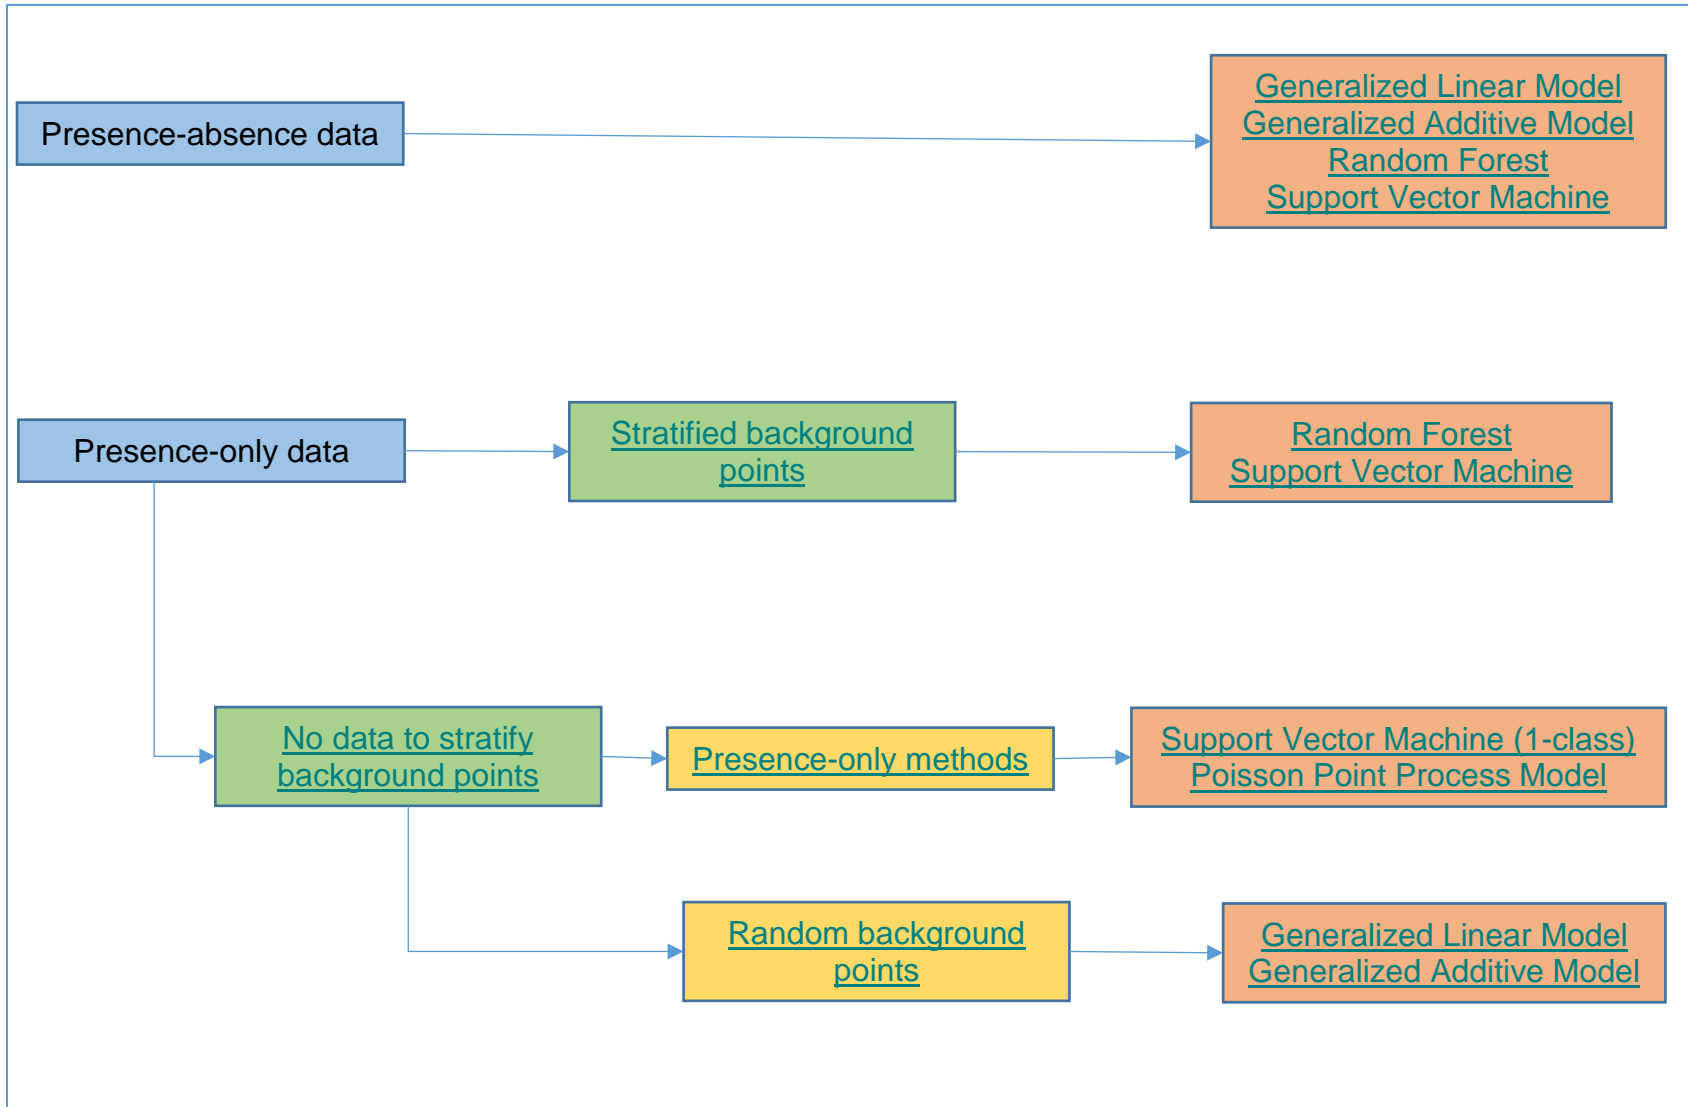 Presence-absence data
Generalized Linear Model
Generalized Additive Model
Random Forest
Support Vector Machine
Presence-only data
Stratified background
points
Random Forest
Support Vector Machine
No data to stratify
background points
Presence-only methods
Support Vector Machine (1-class)
Poisson Point Process Model
Random background
points
Generalized Linear Model
Generalized Additive Model